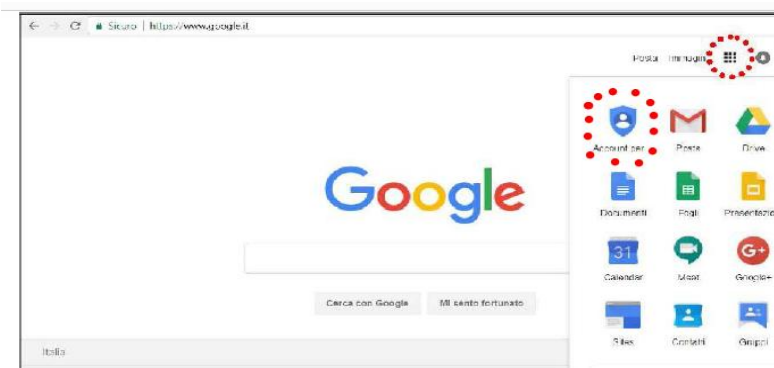 Sicuro | https://www.google.it
Posta Immagini
Account per Posta Drive
Google
Documenti Fogli Presentazio
31
Calendar Meet Google+
Cerca con Google Mi sento fortunato
Sites Contatti Gruppi
Italia